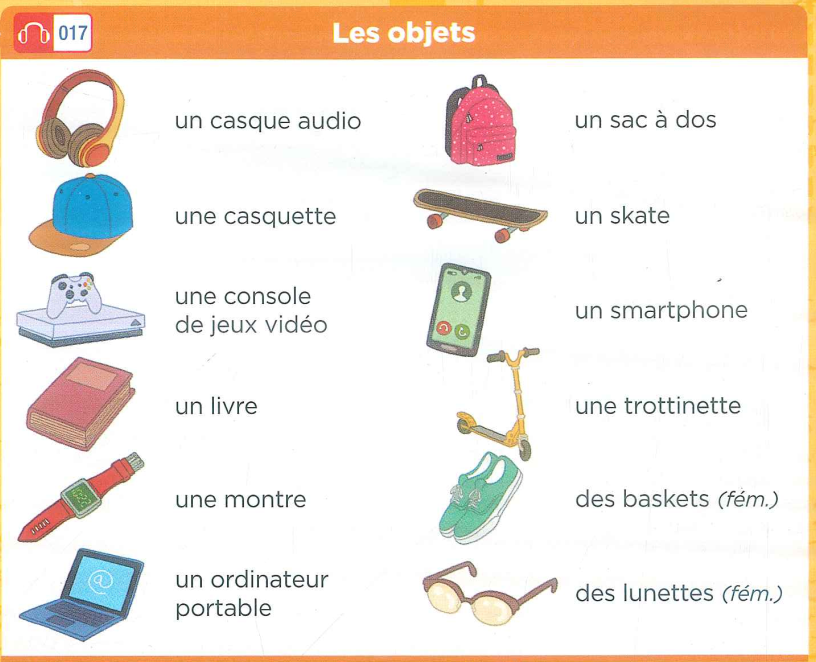 017
Les objets
un casque audio
une casquette
une console
de jeux vidéo
un livre
une montre
un ordinateur
portable
un sac à dos
un skate
un smartphone
une trottinette
des baskets (fém.)
des lunettes (fém.)